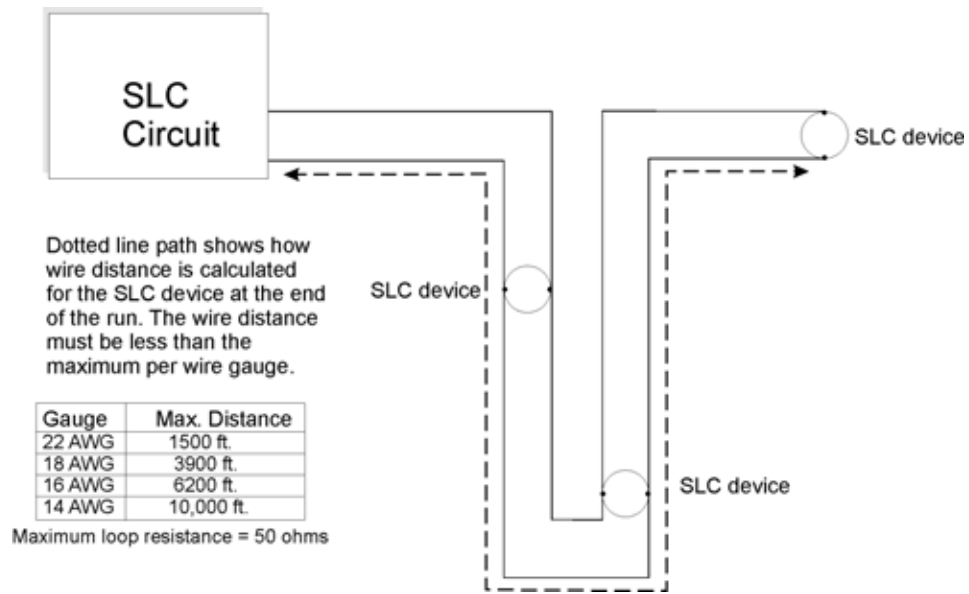 SLC
Circuit
SLC device
Dotted line path shows how
wire distance is calculated
for the SLC device at the end
of the run. The wire distance
must be less than the
maximum per wire gauge.
SLC device
Gauge Max. Distance
22 AWG 1500 ft.
18 AWG 3900 ft.
16 AWG 6200 ft.
14 AWG 10,000 ft.
SLC device
Maximum loop resistance = 50 ohms